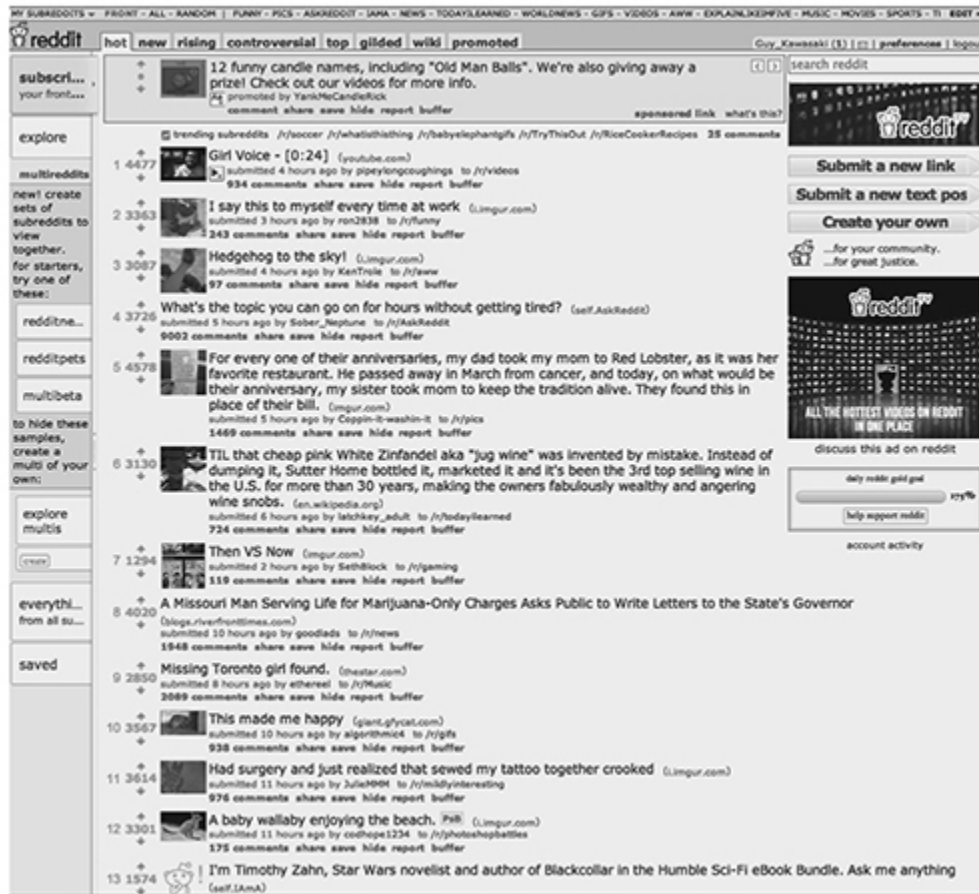 MY SUBREDDITS ▾ FRONT - ALL - RANDOM | FUNNY - PICS - ASKREDDIT - IAMA - NEWS - TODAYILEARNED - WORLDNEWS - GIFS - VIDEOS - AWW - EXPLAINLIKEIMFIVE - MUSIC - MOVIES - SPORTS - TI EDIT
reddit hot new rising controversial top gilded wiki promoted
Guy_Kawasaki (1) | preferences | logou
subscri...
your front...
explore
multireddits
new! create
sets of
subreddits to
view
together.
for starters,
try one of
these:
redditne...
redditpets
multibeta
to hide these
samples,
create a
multi of your
own:
explore
multis
create
everythi...
from all su...
saved
12 funny candle names, including "Old Man Balls". We're also giving away a
prize! Check out our videos for more info.
promoted by YankMeCandleRick
comment share save hide report buffer
sponsored link what's this?
trending subreddits /r/soccer /r/whatisthisthing /r/babyelephantgifs /r/TryThisOut /r/RiceCookerRecipes 25 comments
1 4477 Girl Voice - [0:24] (youtube.com)
submitted 4 hours ago by pipeylongcoughings to /r/videos
934 comments share save hide report buffer
2 3363 I say this to myself every time at work (i.imgur.com)
submitted 3 hours ago by ron2838 to /r/funny
243 comments share save hide report buffer
3 3087 Hedgehog to the sky! (i.imgur.com)
submitted 4 hours ago by KenTrole to /r/aww
97 comments share save hide report buffer
4 3726 What's the topic you can go on for hours without getting tired? (self.AskReddit)
submitted 5 hours ago by Sober_Neptune to /r/AskReddit
9002 comments share save hide report buffer
5 4578 For every one of their anniversaries, my dad took my mom to Red Lobster, as it was her
favorite restaurant. He passed away in March from cancer, and today, on what would be
their anniversary, my sister took mom to keep the tradition alive. They found this in
place of their bill. (imgur.com)
submitted 5 hours ago by Coppin-it-washin-it to /r/pics
1469 comments share save hide report buffer
6 3130 TIL that cheap pink White Zinfandel aka "jug wine" was invented by mistake. Instead of
dumping it, Sutter Home bottled it, marketed it and it's been the 3rd top selling wine in
the U.S. for more than 30 years, making the owners fabulously wealthy and angering
wine snobs. (en.wikipedia.org)
submitted 6 hours ago by latchkey_adult to /r/todayilearned
724 comments share save hide report buffer
7 1294 Then VS Now (imgur.com)
submitted 2 hours ago by SethBlock to /r/gaming
119 comments share save hide report buffer
8 4020 A Missouri Man Serving Life for Marijuana-Only Charges Asks Public to Write Letters to the State's Governor
(blogs.riverfronttimes.com)
submitted 10 hours ago by goodlads to /r/news
1948 comments share save hide report buffer
9 2850 Missing Toronto girl found. (thestar.com)
submitted 8 hours ago by ethereel to /r/Music
2089 comments share save hide report buffer
10 3567 This made me happy (giant.gfycat.com)
submitted 10 hours ago by algorithmic4 to /r/gifs
938 comments share save hide report buffer
11 3614 Had surgery and just realized that sewed my tattoo together crooked (i.imgur.com)
submitted 11 hours ago by JulieMMM to /r/mildlyinteresting
976 comments share save hide report buffer
12 3301 A baby wallaby enjoying the beach. PsB (i.imgur.com)
submitted 11 hours ago by codhope1234 to /r/photoshopbattles
175 comments share save hide report buffer
13 1574 I'm Timothy Zahn, Star Wars novelist and author of Blackcollar in the Humble Sci-Fi eBook Bundle. Ask me anything
(self.IAmA)
search reddit
reddit
Submit a new link
Submit a new text pos
Create your own
...for your community.
...for great justice.
reddit TV
ALL THE HOTTEST VIDEOS ON REDDIT
IN ONE PLACE
discuss this ad on reddit
daily reddit gold goal
175%
help support reddit
account activity